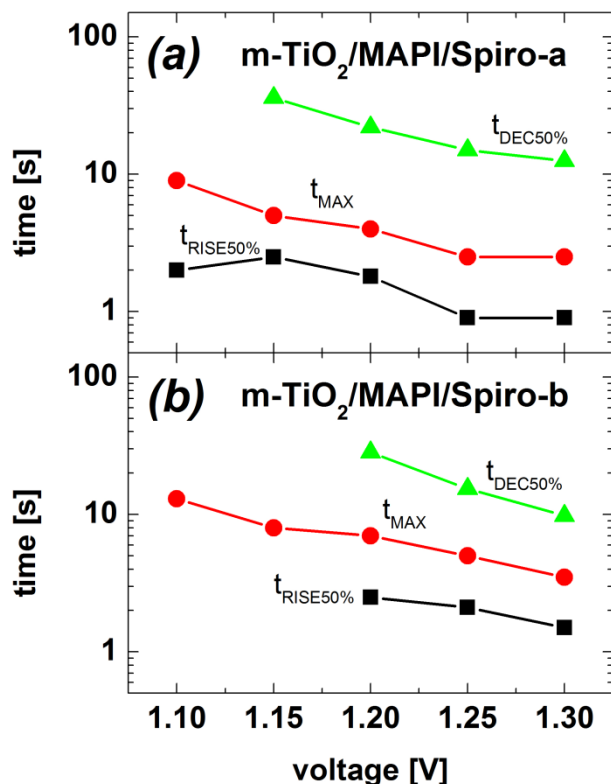 100
(a) m-TiO₂/MAPI/Spiro-a
tDEC50%
10
tMAX
tRISE50%
1
time [s]
100
(b) m-TiO₂/MAPI/Spiro-b
tDEC50%
10
tMAX
tRISE50%
1
time [s]
1.10 1.15 1.20 1.25 1.30
voltage [V]